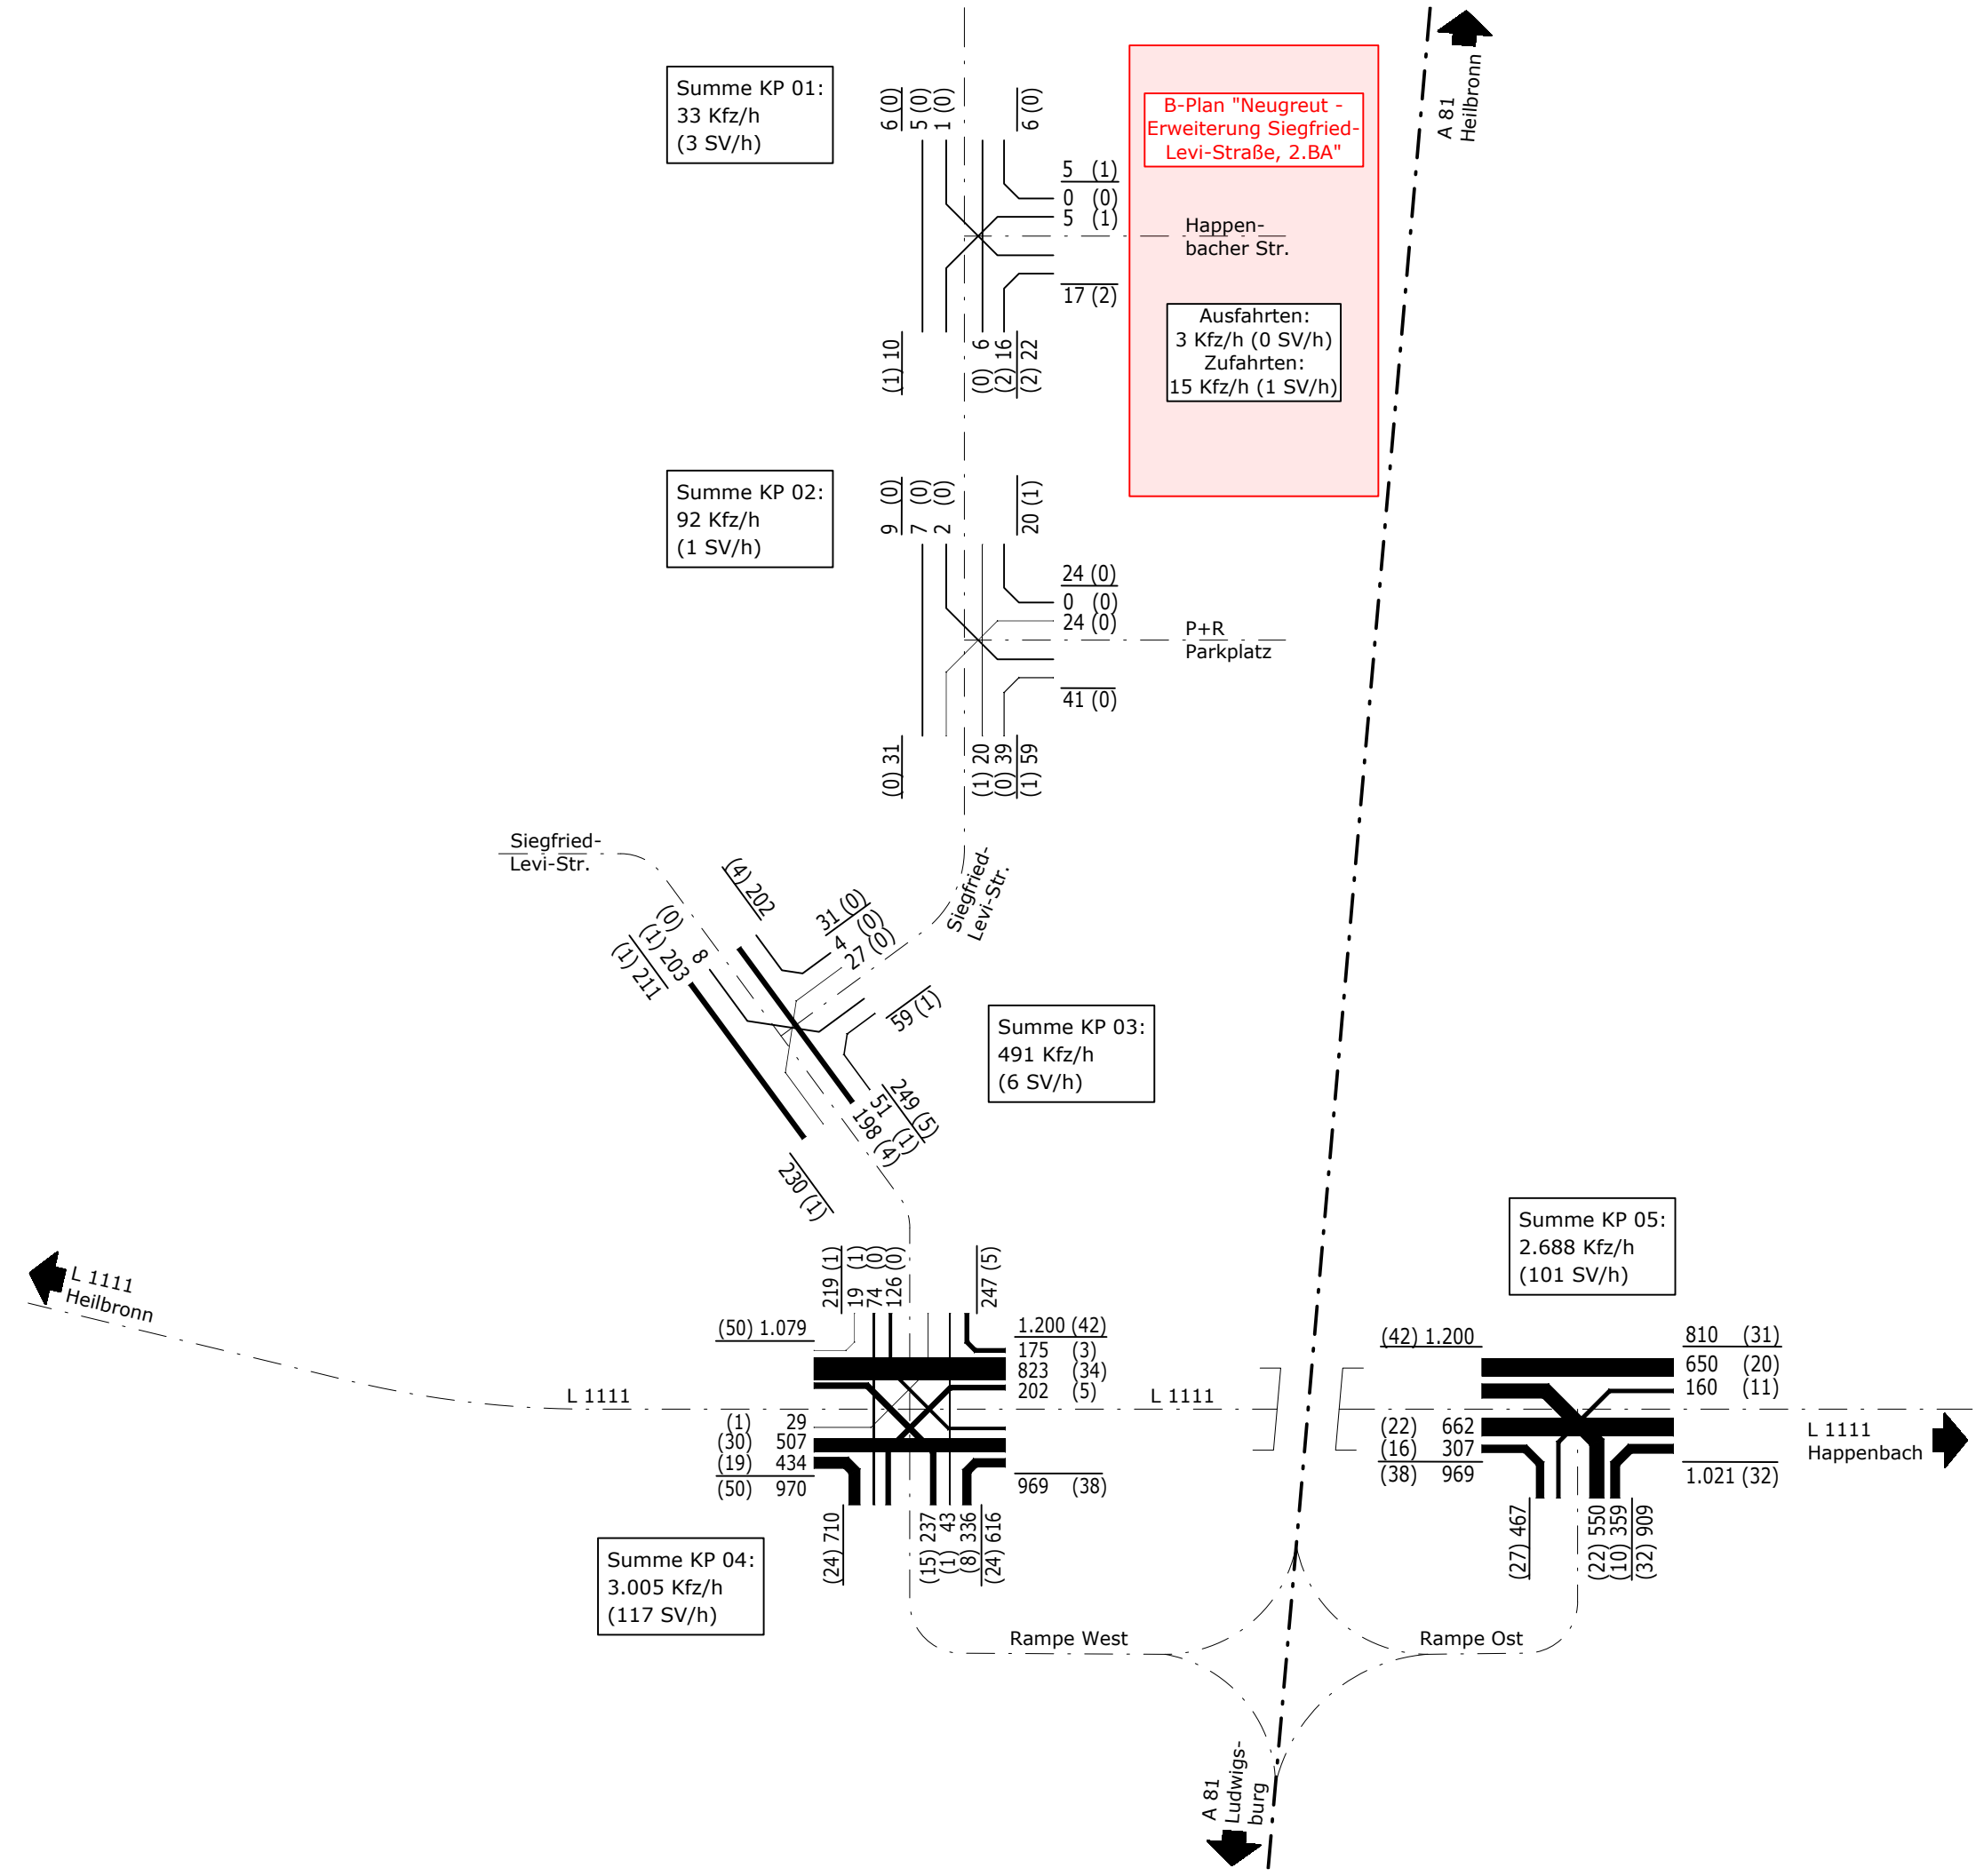 Summe KP 01:
33 Kfz/h
(3 SV/h)
6 (0)
5 (0)
1 (0)
6 (0)
5 (1)
0 (0)
5 (1)
17 (2)
(1) 10
(0) 6
(2) 16
(2) 22
Happen-
bacher Str.
B-Plan "Neugreut -
Erweiterung Siegfried-
Levi-Straße, 2.BA"
Ausfahrten:
3 Kfz/h (0 SV/h)
Zufahrten:
15 Kfz/h (1 SV/h)
A 81
Heilbronn
Summe KP 02:
92 Kfz/h
(1 SV/h)
9 (0)
7 (0)
2 (0)
20 (1)
24 (0)
0 (0)
24 (0)
41 (0)
(0) 31
(1) 20
(0) 39
(1) 59
P+R
Parkplatz
Siegfried-
Levi-Str.
Siegfried-
Levi-Str.
(4) 202
(0) 8
(1) 203
(1) 211
31 (0)
4 (0)
27 (0)
59 (1)
249 (5)
51 (1)
198 (4)
230 (1)
Summe KP 03:
491 Kfz/h
(6 SV/h)
L 1111
Heilbronn
219 (1)
19 (1)
74 (0)
126 (0)
247 (5)
(50) 1.079
1.200 (42)
175 (3)
823 (34)
202 (5)
L 1111
L 1111
(1) 29
(30) 507
(19) 434
(50) 970
969 (38)
(24) 710
(15) 237
(1) 43
(8) 336
(24) 616
Summe KP 04:
3.005 Kfz/h
(117 SV/h)
Summe KP 05:
2.688 Kfz/h
(101 SV/h)
(42) 1.200
810 (31)
650 (20)
160 (11)
(22) 662
(16) 307
(38) 969
1.021 (32)
(27) 467
(22) 550
(10) 359
(32) 909
L 1111
Happenbach
Rampe West
Rampe Ost
A 81
Ludwigs-
burg